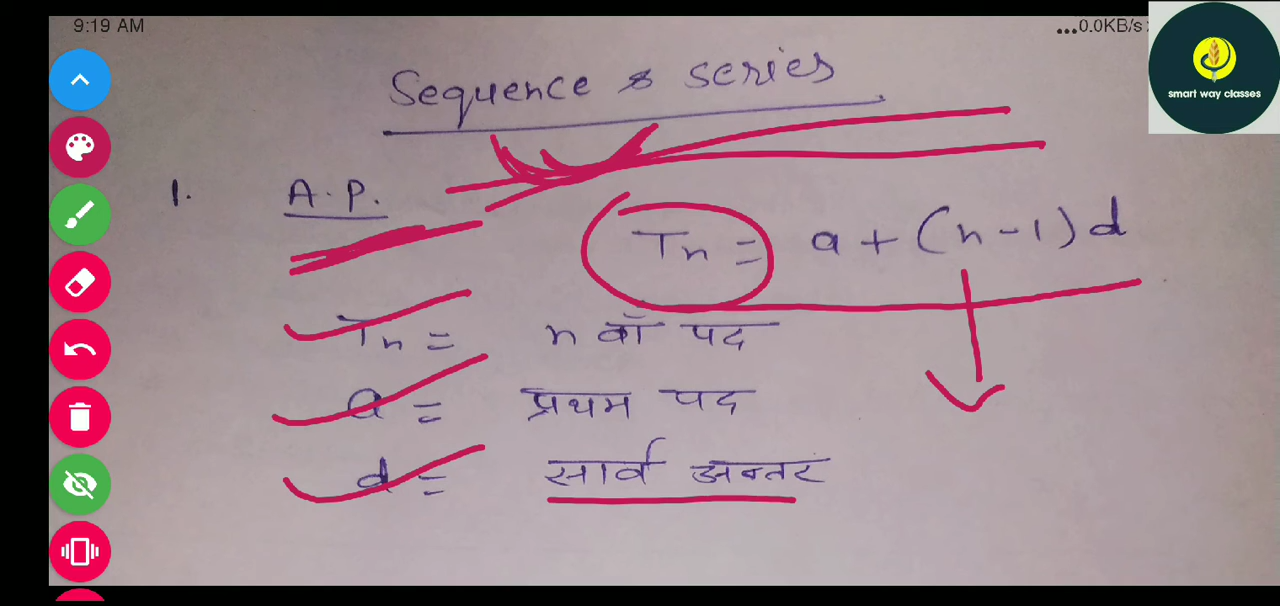 9:19 AM
...0.0KB/s
smart way classes
Sequence & series
1. A.P.
Tn = a + (n-1)d
Tn = n वाँ पद
a = प्रथम पद
d = सार्व अन्तर